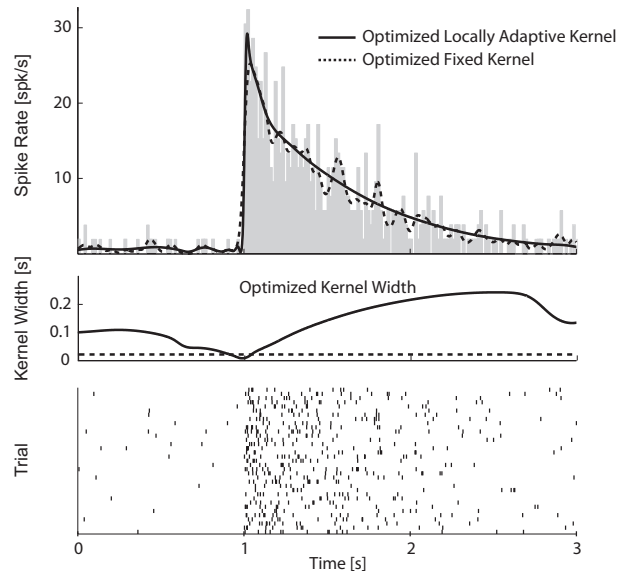 30
20
10
Spike Rate [spk/s]
Optimized Locally Adaptive Kernel
Optimized Fixed Kernel
0.2
0.1
0
Kernel Width [s]
Optimized Kernel Width
Trial
0 1 2 3
Time [s]